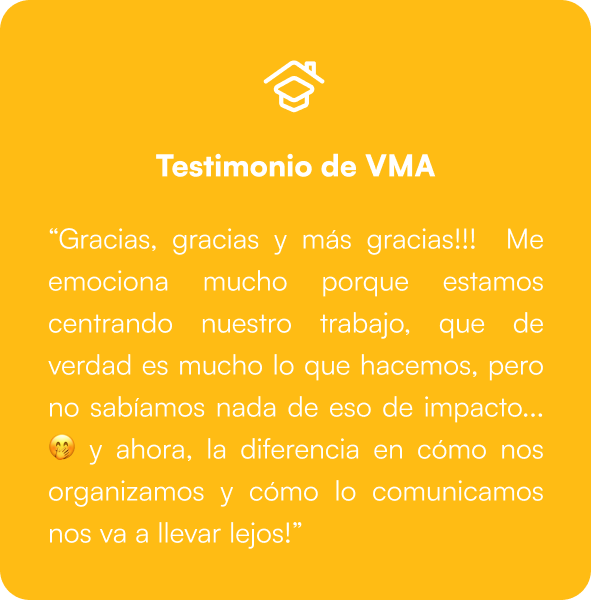 Testimonio de VMA
“Gracias, gracias y más gracias!!! Me
emociona mucho porque estamos
centrando nuestro trabajo, que de
verdad es mucho lo que hacemos, pero
no sabíamos nada de eso de impacto...
🤭 y ahora, la diferencia en cómo nos
organizamos y cómo lo comunicamos
nos va a llevar lejos!”